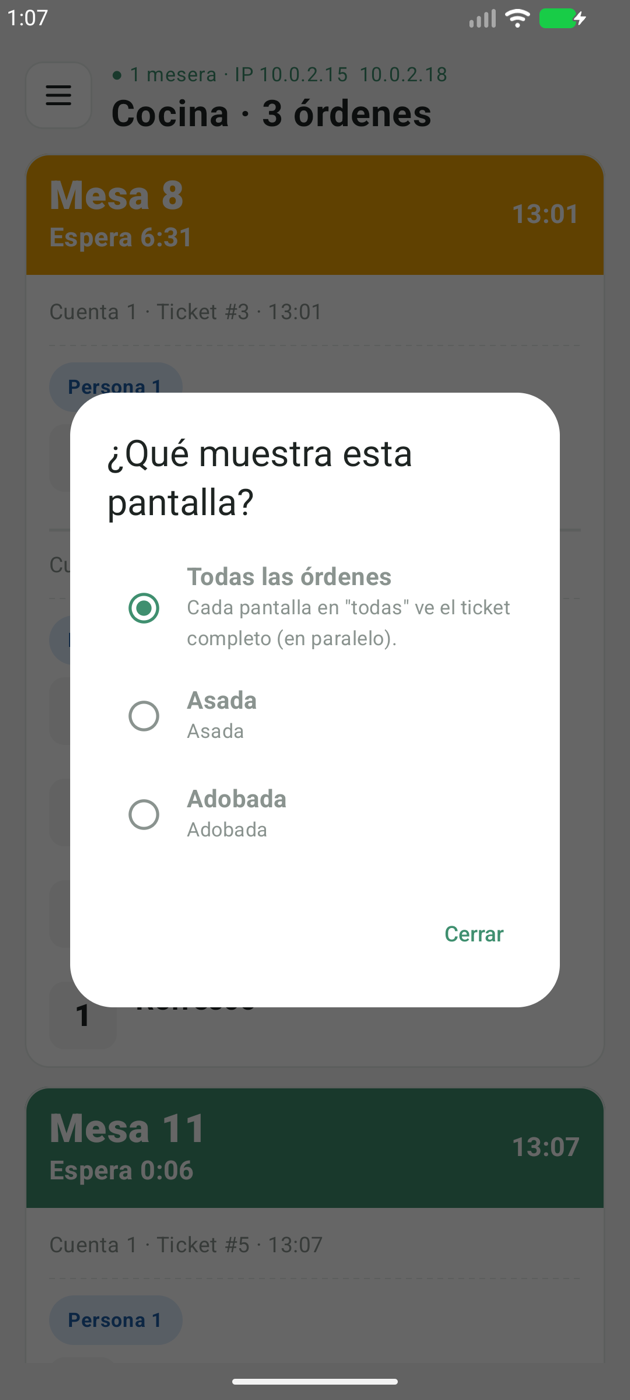 1:07
● 1 mesera · IP 10.0.2.15 10.0.2.18
Cocina · 3 órdenes
Mesa 8
13:01
Espera 6:31
Cuenta 1 · Ticket #3 · 13:01
Persona 1
¿Qué muestra esta
pantalla?
Todas las órdenes
Cada pantalla en "todas" ve el ticket
completo (en paralelo).
Asada
Asada
Adobada
Adobada
Cerrar
1
Mesa 11
13:07
Espera 0:06
Cuenta 1 · Ticket #5 · 13:07
Persona 1